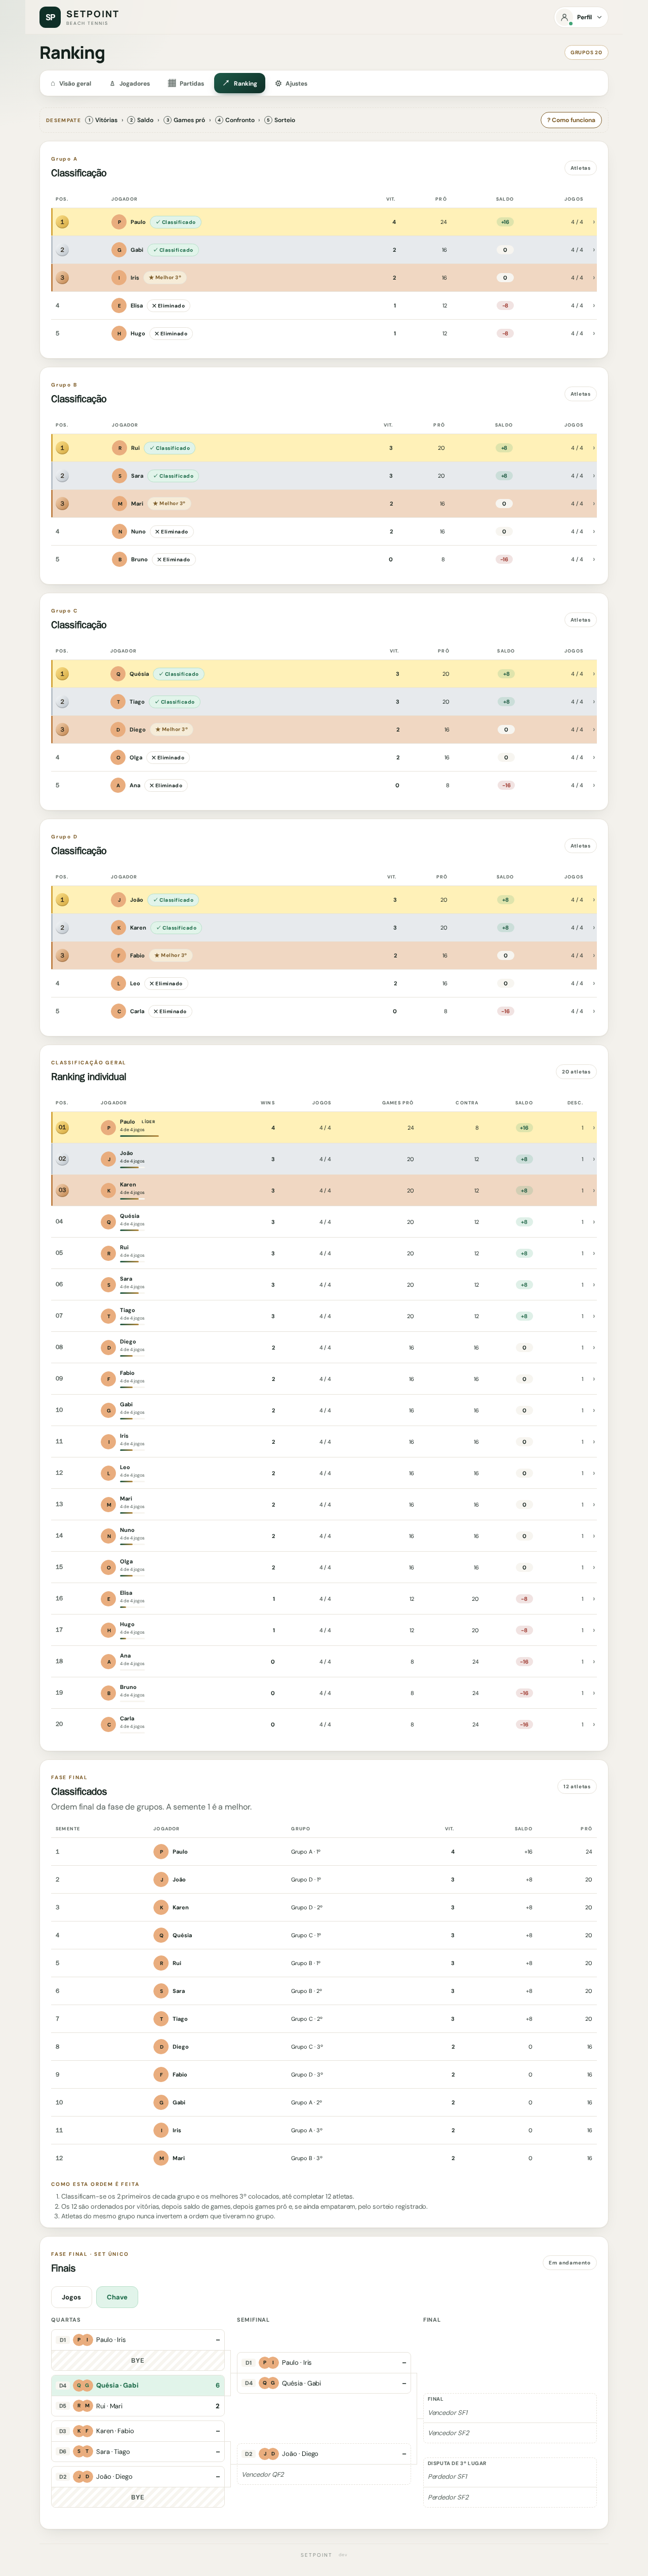 SP SETPOINT Perfil
BEACH TENNIS
Ranking GRUPOS 20
Visão geral Jogadores Partidas Ranking Ajustes
DESEMPATE 1 Vitórias › 2 Saldo › 3 Games pró › 4 Confronto › 5 Sorteio ? Como funciona
Grupo A
Classificação Atletas
POS. JOGADOR VIT. PRÓ SALDO JOGOS
1 P Paulo ✓ Classificado 4 24 +16 4 / 4 ›
2 G Gabi ✓ Classificado 2 16 0 4 / 4 ›
3 I Iris ★ Melhor 3º 2 16 0 4 / 4 ›
4 E Elisa ✕ Eliminado 1 12 -8 4 / 4 ›
5 H Hugo ✕ Eliminado 1 12 -8 4 / 4 ›
Grupo B
Classificação Atletas
POS. JOGADOR VIT. PRÓ SALDO JOGOS
1 R Rui ✓ Classificado 3 20 +8 4 / 4 ›
2 S Sara ✓ Classificado 3 20 +8 4 / 4 ›
3 M Mari ★ Melhor 3º 2 16 0 4 / 4 ›
4 N Nuno ✕ Eliminado 2 16 0 4 / 4 ›
5 B Bruno ✕ Eliminado 0 8 -16 4 / 4 ›
Grupo C
Classificação Atletas
POS. JOGADOR VIT. PRÓ SALDO JOGOS
1 Q Quésia ✓ Classificado 3 20 +8 4 / 4 ›
2 T Tiago ✓ Classificado 3 20 +8 4 / 4 ›
3 D Diego ★ Melhor 3º 2 16 0 4 / 4 ›
4 O Olga ✕ Eliminado 2 16 0 4 / 4 ›
5 A Ana ✕ Eliminado 0 8 -16 4 / 4 ›
Grupo D
Classificação Atletas
POS. JOGADOR VIT. PRÓ SALDO JOGOS
1 J João ✓ Classificado 3 20 +8 4 / 4 ›
2 K Karen ✓ Classificado 3 20 +8 4 / 4 ›
3 F Fabio ★ Melhor 3º 2 16 0 4 / 4 ›
4 L Leo ✕ Eliminado 2 16 0 4 / 4 ›
5 C Carla ✕ Eliminado 0 8 -16 4 / 4 ›
CLASSIFICAÇÃO GERAL
Ranking individual 20 atletas
POS. JOGADOR WINS JOGOS GAMES PRÓ CONTRA SALDO DESC.
01 P Paulo LÍDER 4 4 / 4 24 8 +16 1 ›
4 de 4 jogos
02 J João 3 4 / 4 20 12 +8 1 ›
4 de 4 jogos
03 K Karen 3 4 / 4 20 12 +8 1 ›
4 de 4 jogos
04 Q Quésia 3 4 / 4 20 12 +8 1 ›
4 de 4 jogos
05 R Rui 3 4 / 4 20 12 +8 1 ›
4 de 4 jogos
06 S Sara 3 4 / 4 20 12 +8 1 ›
4 de 4 jogos
07 T Tiago 3 4 / 4 20 12 +8 1 ›
4 de 4 jogos
08 D Diego 2 4 / 4 16 16 0 1 ›
4 de 4 jogos
09 F Fabio 2 4 / 4 16 16 0 1 ›
4 de 4 jogos
10 G Gabi 2 4 / 4 16 16 0 1 ›
4 de 4 jogos
11 I Iris 2 4 / 4 16 16 0 1 ›
4 de 4 jogos
12 L Leo 2 4 / 4 16 16 0 1 ›
4 de 4 jogos
13 M Mari 2 4 / 4 16 16 0 1 ›
4 de 4 jogos
14 N Nuno 2 4 / 4 16 16 0 1 ›
4 de 4 jogos
15 O Olga 2 4 / 4 16 16 0 1 ›
4 de 4 jogos
16 E Elisa 1 4 / 4 12 20 -8 1 ›
4 de 4 jogos
17 H Hugo 1 4 / 4 12 20 -8 1 ›
4 de 4 jogos
18 A Ana 0 4 / 4 8 24 -16 1 ›
4 de 4 jogos
19 B Bruno 0 4 / 4 8 24 -16 1 ›
4 de 4 jogos
20 C Carla 0 4 / 4 8 24 -16 1 ›
4 de 4 jogos
FASE FINAL
Classificados 12 atletas
Ordem final da fase de grupos. A semente 1 é a melhor.
SEMENTE JOGADOR GRUPO VIT. SALDO PRÓ
1 P Paulo Grupo A · 1º 4 +16 24
2 J João Grupo D · 1º 3 +8 20
3 K Karen Grupo D · 2º 3 +8 20
4 Q Quésia Grupo C · 1º 3 +8 20
5 R Rui Grupo B · 1º 3 +8 20
6 S Sara Grupo B · 2º 3 +8 20
7 T Tiago Grupo C · 2º 3 +8 20
8 D Diego Grupo C · 3º 2 0 16
9 F Fabio Grupo D · 3º 2 0 16
10 G Gabi Grupo A · 2º 2 0 16
11 I Iris Grupo A · 3º 2 0 16
12 M Mari Grupo B · 3º 2 0 16
COMO ESTA ORDEM É FEITA
1. Classificam-se os 2 primeiros de cada grupo e os melhores 3º colocados, até completar 12 atletas.
2. Os 12 são ordenados por vitórias, depois saldo, depois games pró e, se ainda empatarem, pelo sorteio registrado.
3. Atletas do mesmo grupo nunca invertem a ordem que tiveram no grupo.
FASE FINAL · SET ÚNICO
Finais Em andamento
Jogos Chave
QUARTAS SEMIFINAL FINAL
D1 P I Paulo · Iris –
BYE
D4 Q G Quésia · Gabi 6
D5 R M Rui · Mari 2
D3 K F Karen · Fabio –
D6 S T Sara · Tiago –
D2 J D João · Diego –
BYE
D1 P I Paulo · Iris –
D4 Q G Quésia · Gabi –
D2 J D João · Diego –
Vencedor QF2
FINAL
Vencedor SF1
Vencedor SF2
DISPUTA DE 3º LUGAR
Perdedor SF1
Perdedor SF2
SETPOINT